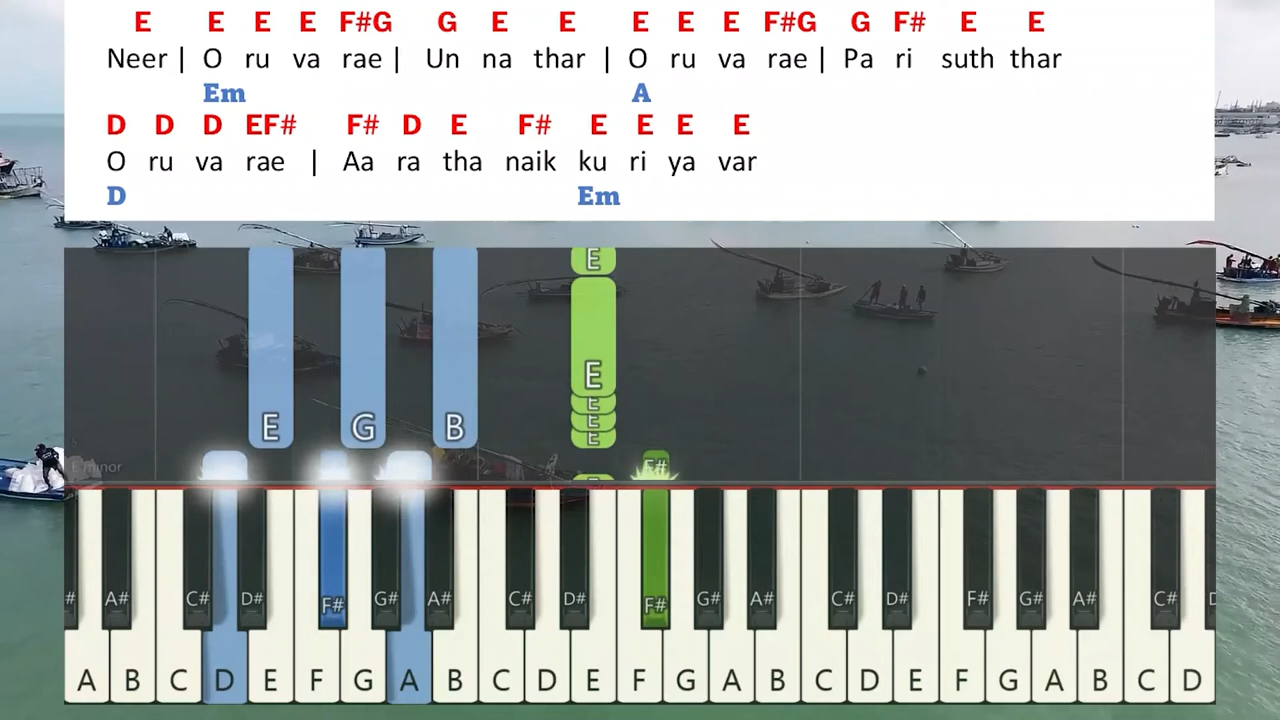 E E E E F#G G E E E E E F#G G F# E E
Neer | O ru va rae | Un na thar | O ru va rae | Pa ri suth thar
Em A
D D D EF# F# D E F# E E E E
O ru va rae | Aa ra tha naik ku ri ya var
D Em
E
E
E G B E E E
E minor E F#
# A# C# D# F# G# A# C# D# F# G# A# C# D# F# G# A# C# D
A B C D E F G A B C D E F G A B C D E F G A B C D